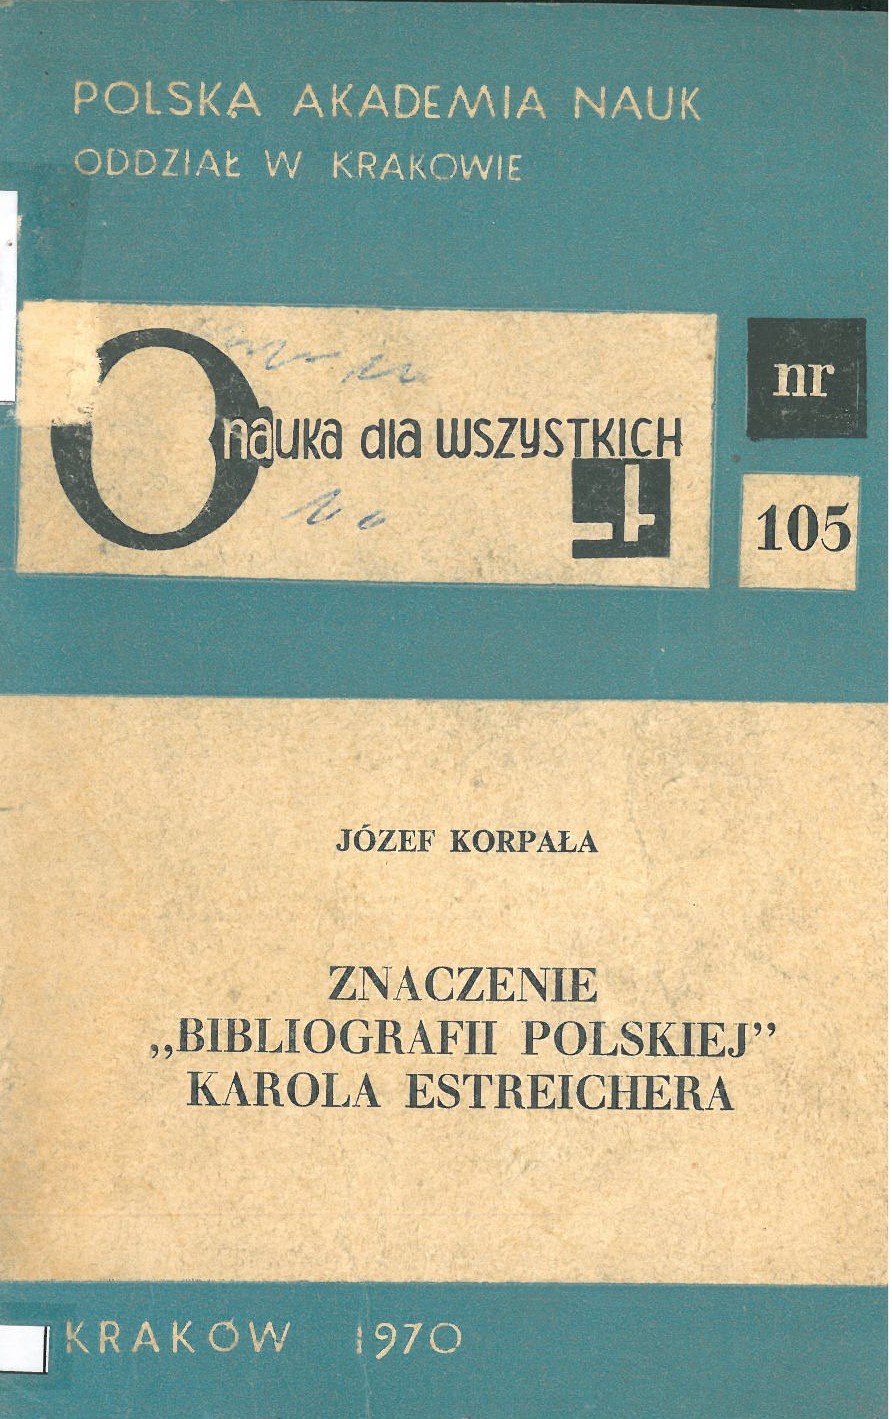 POLSKA AKADEMIA NAUK
ODDZIAŁ W KRAKOWIE
nauka dla wszystkich
nr
105
JÓZEF KORPAŁA
ZNACZENIE
„BIBLIOGRAFII POLSKIEJ”
KAROLA ESTREICHERA
KRAKÓW 1970